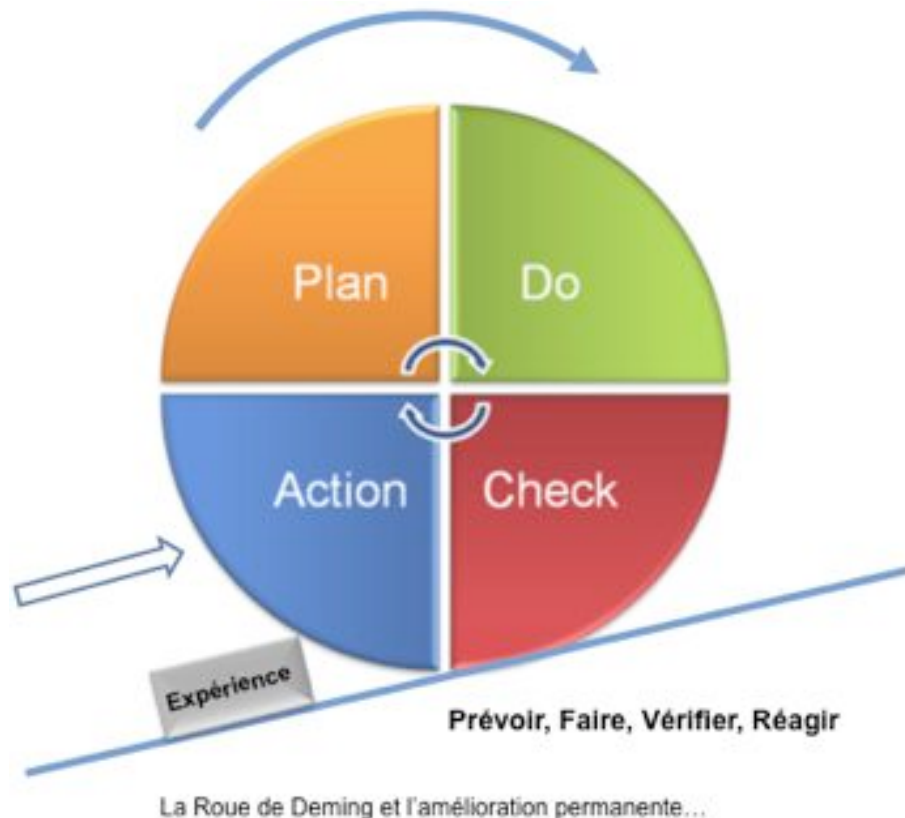 Plan
Do
Action
Check
Expérience
Prévoir, Faire, Vérifier, Réagir
La Roue de Deming et l'amélioration permanente…